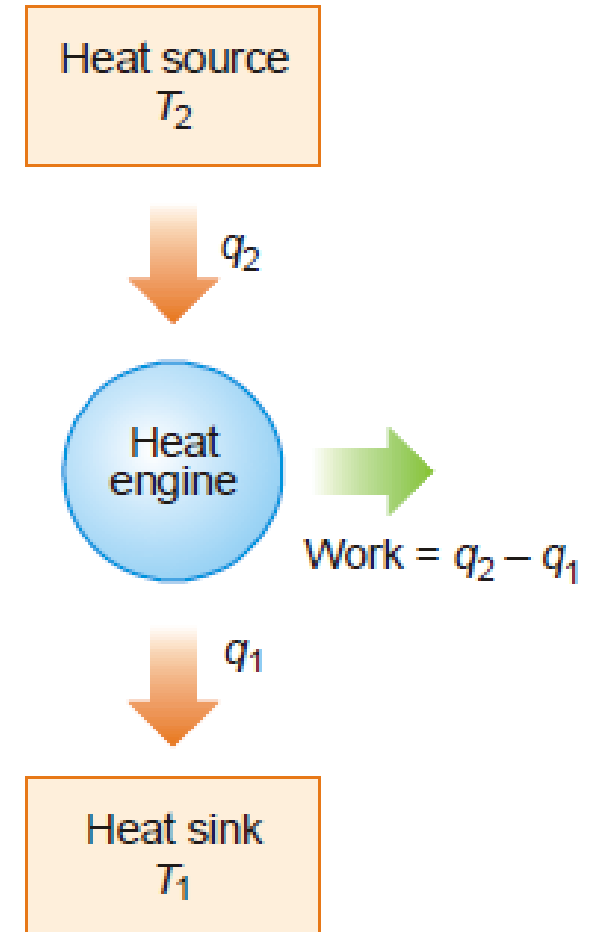 Heat source
T2
q2
Heat
engine
Work = q2 – q1
q1
Heat sink
T1